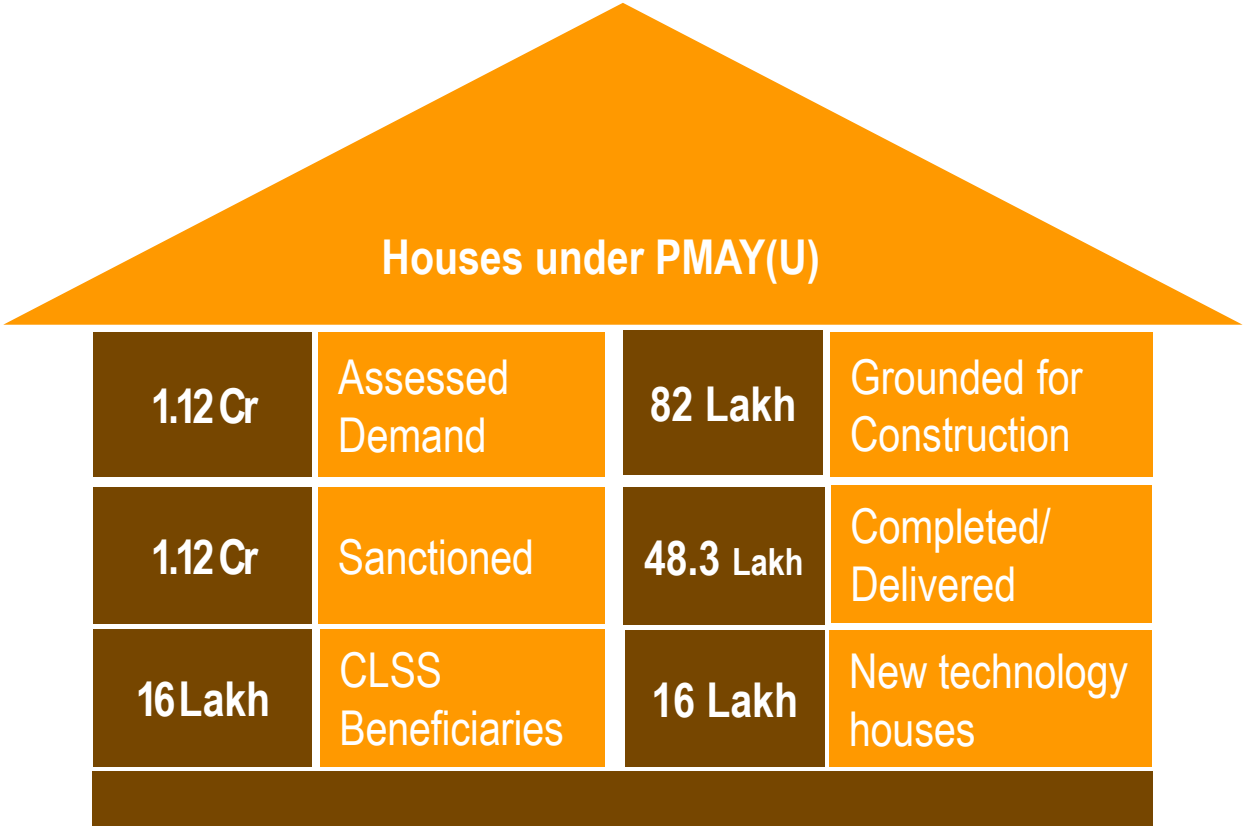 Houses under PMAY(U)
1.12 Cr
Assessed
Demand
82 Lakh
Grounded for
Construction
1.12 Cr
Sanctioned
48.3 Lakh
Completed/
Delivered
16 Lakh
CLSS
Beneficiaries
16 Lakh
New technology
houses